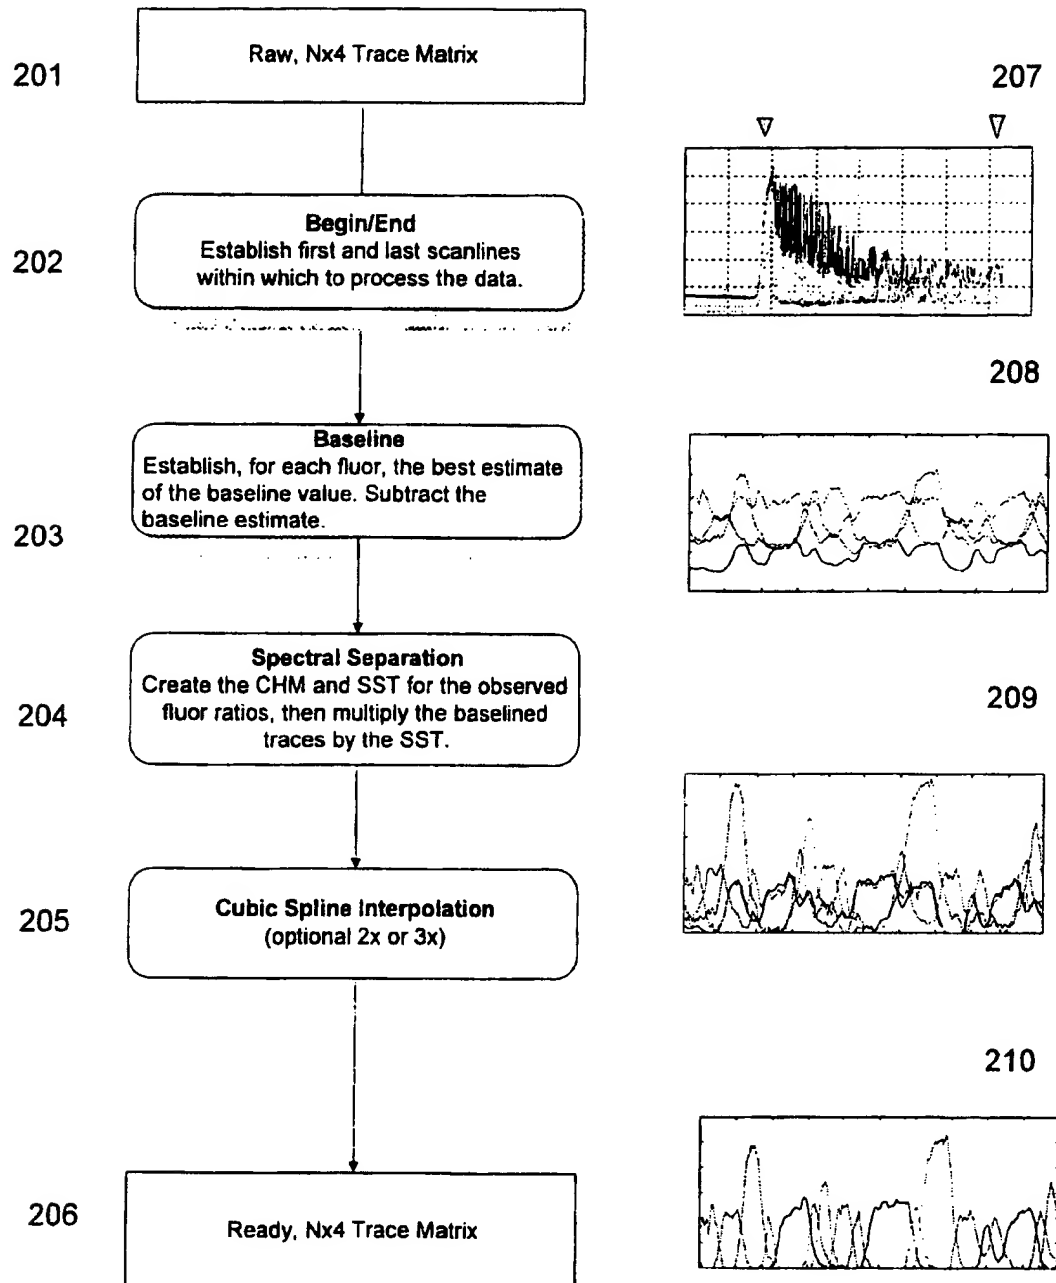 201
Raw, Nx4 Trace Matrix
207
202
Begin/End
Establish first and last scanlines
within which to process the data.
208
203
Baseline
Establish, for each fluor, the best estimate
of the baseline value. Subtract the
baseline estimate.
204
Spectral Separation
Create the CHM and SST for the observed
fluor ratios, then multiply the baselined
traces by the SST.
209
205
Cubic Spline Interpolation
(optional 2x or 3x)
210
206
Ready, Nx4 Trace Matrix